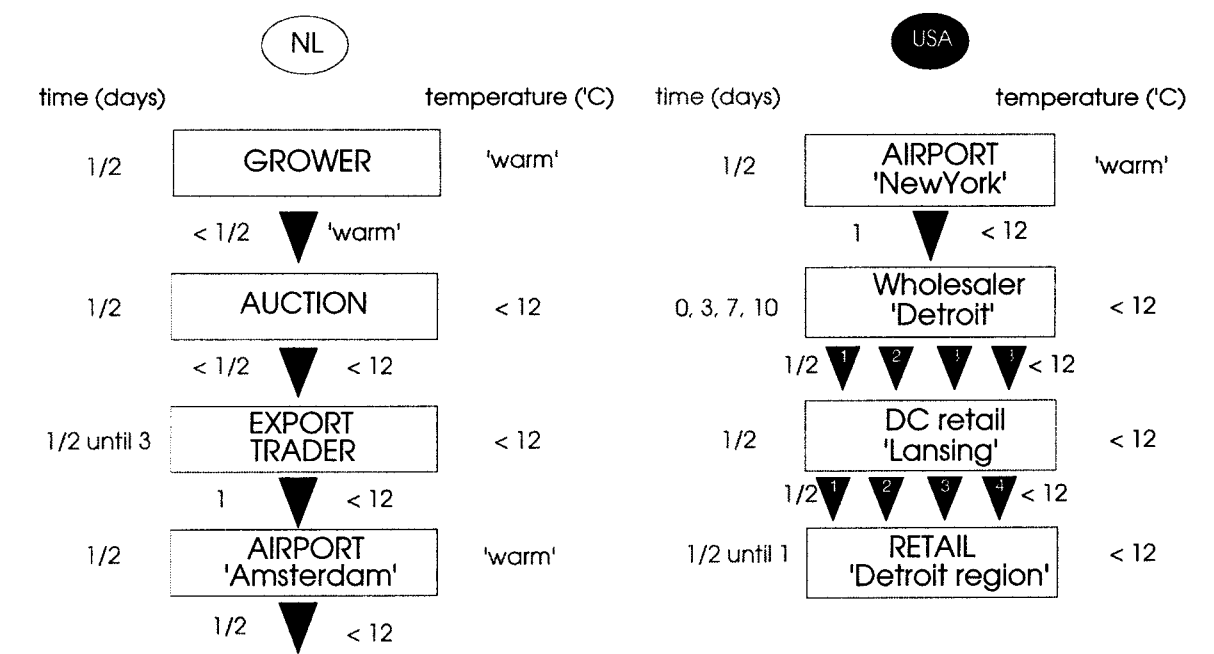 NL
time (days) temperature ('C)
1/2 GROWER 'warm'
< 1/2 'warm'
1/2 AUCTION < 12
< 1/2 < 12
1/2 until 3 EXPORT TRADER < 12
1 < 12
1/2 AIRPORT 'Amsterdam' 'warm'
1/2 < 12
USA
time (days) temperature ('C)
1/2 AIRPORT 'NewYork' 'warm'
1 < 12
0, 3, 7, 10 Wholesaler 'Detroit' < 12
1/2 1 2 < 12
1/2 DC retail 'Lansing' < 12
1/2 1 2 3 4 < 12
1/2 until 1 RETAIL 'Detroit region' < 12